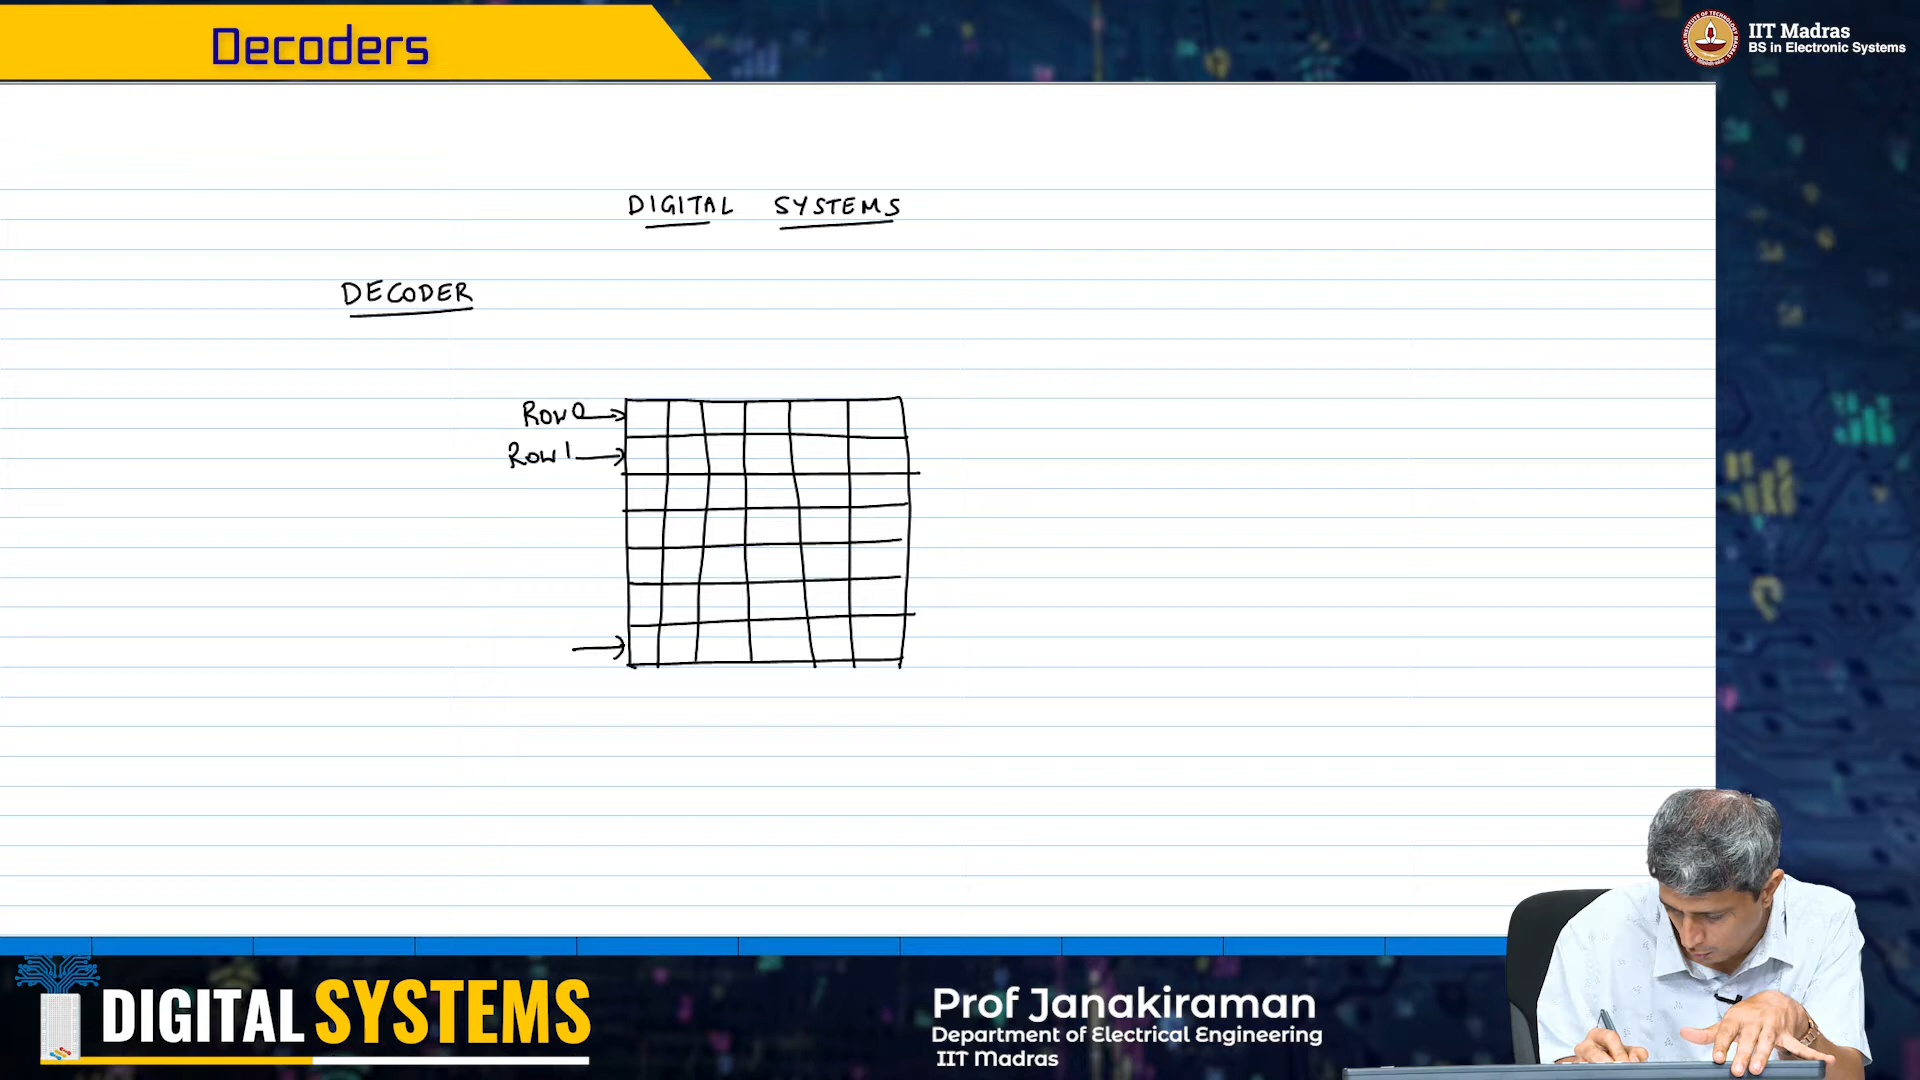 Decoders
IIT Madras
BS in Electronic Systems
DIGITAL SYSTEMS
DECODER
Row 0
Row 1
DIGITAL SYSTEMS
Prof Janakiraman
Department of Electrical Engineering
IIT Madras